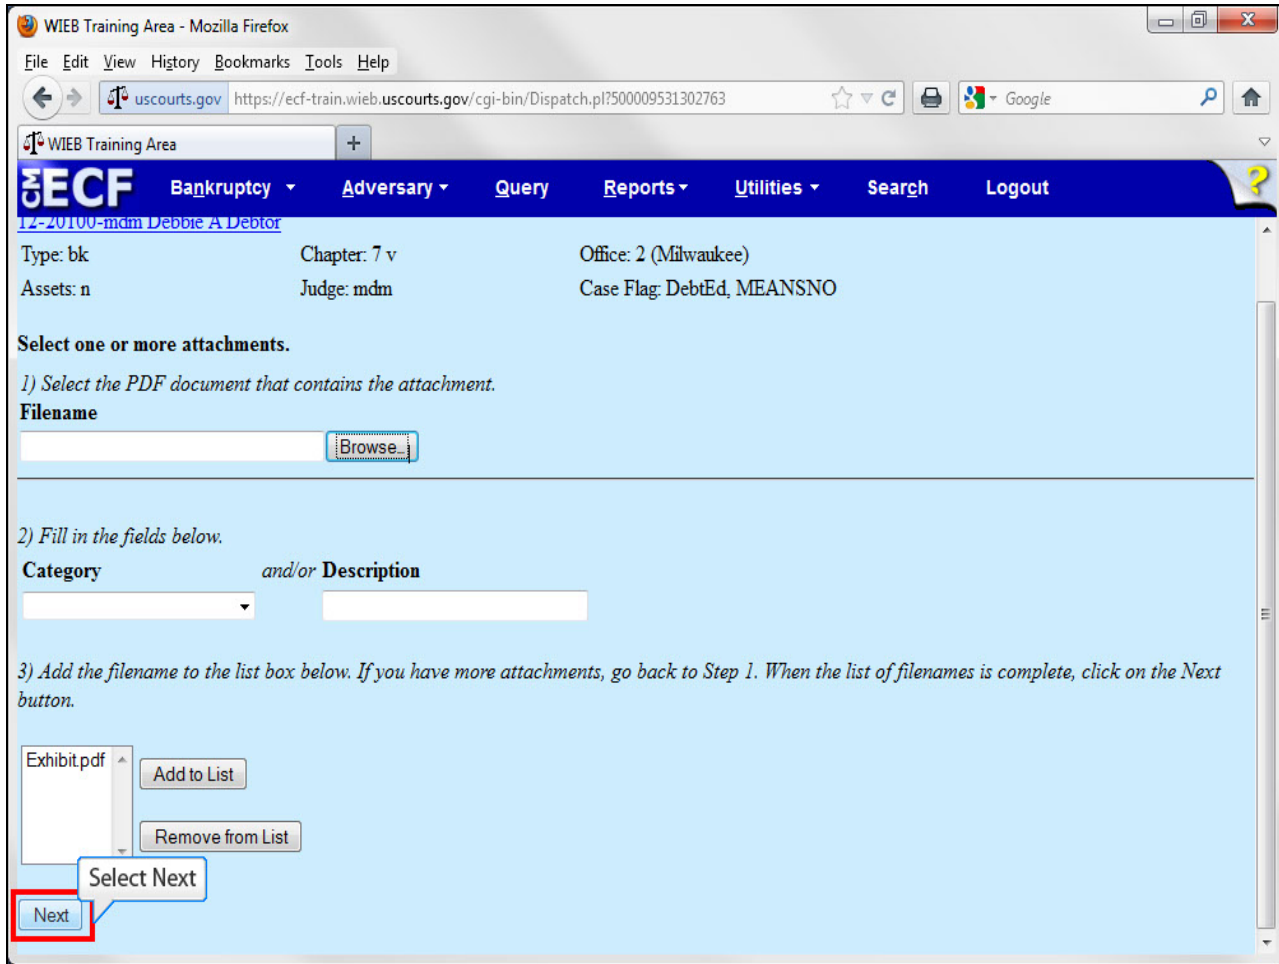 WIEB Training Area - Mozilla Firefox
File Edit View History Bookmarks Tools Help
uscourts.gov https://ecf-train.wieb.uscourts.gov/cgi-bin/Dispatch.pl?500009531302763 Google
WIEB Training Area +
CM ECF Bankruptcy Adversary Query Reports Utilities Search Logout ?
12-20100-mdm Debbie A Debtor
Type: bk Chapter: 7 v Office: 2 (Milwaukee)
Assets: n Judge: mdm Case Flag: DebtEd, MEANSNO
Select one or more attachments.
1) Select the PDF document that contains the attachment.
Filename
Browse...
2) Fill in the fields below.
Category and/or Description
3) Add the filename to the list box below. If you have more attachments, go back to Step 1. When the list of filenames is complete, click on the Next
button.
Exhibit.pdf
Add to List
Remove from List
Select Next
Next